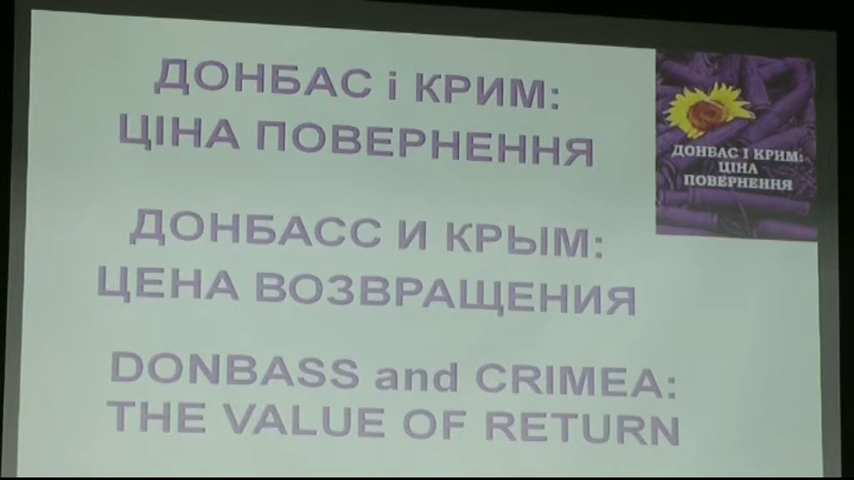 ДОНБАС і КРИМ:
ЦІНА ПОВЕРНЕННЯ
ДОНБАС І КРИМ:
ЦІНА
ПОВЕРНЕННЯ
ДОНБАСС И КРЫМ:
ЦЕНА ВОЗВРАЩЕНИЯ
DONBASS and CRIMEA:
THE VALUE OF RETURN